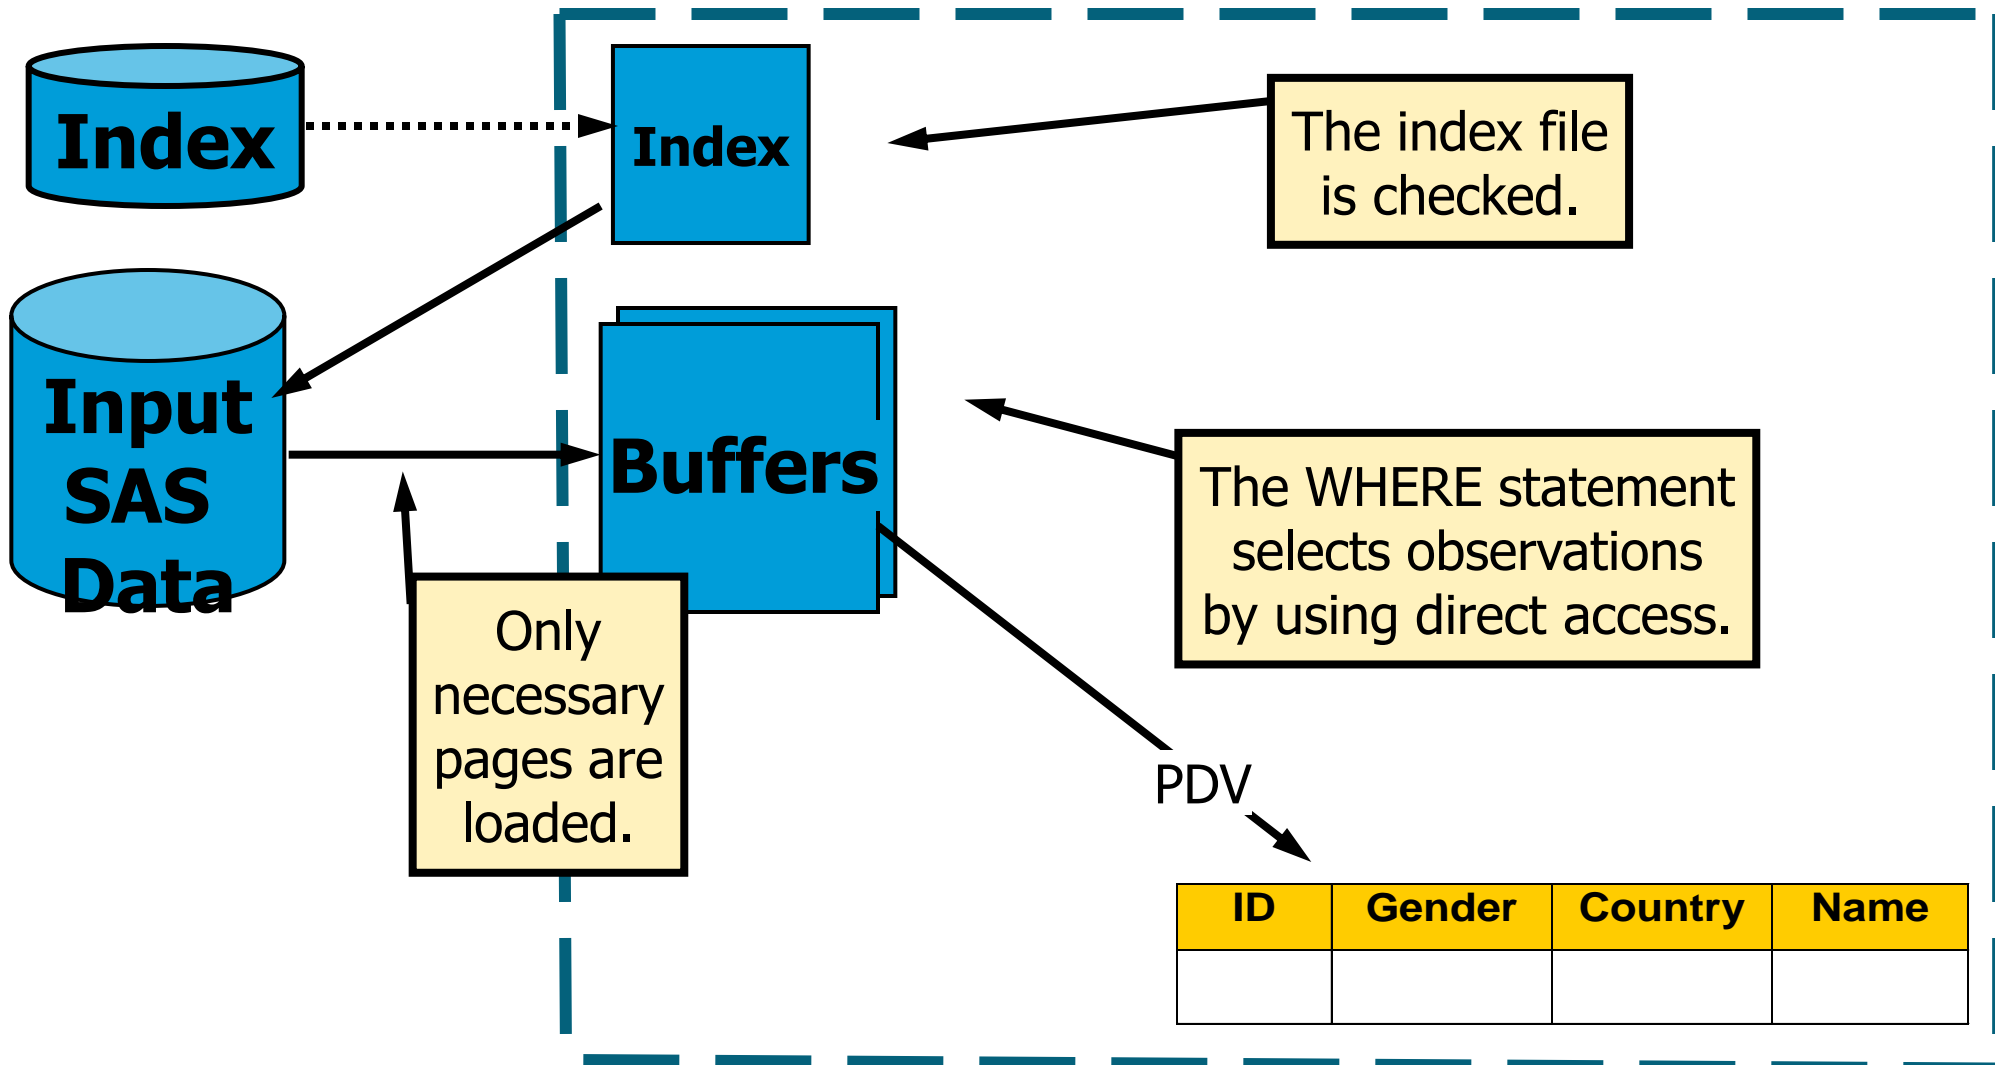 Index
Index
The index file
is checked.
Input
SAS
Data
Buffers
The WHERE statement
selects observations
by using direct access.
Only
necessary
pages are
loaded.
PDV
ID Gender Country Name